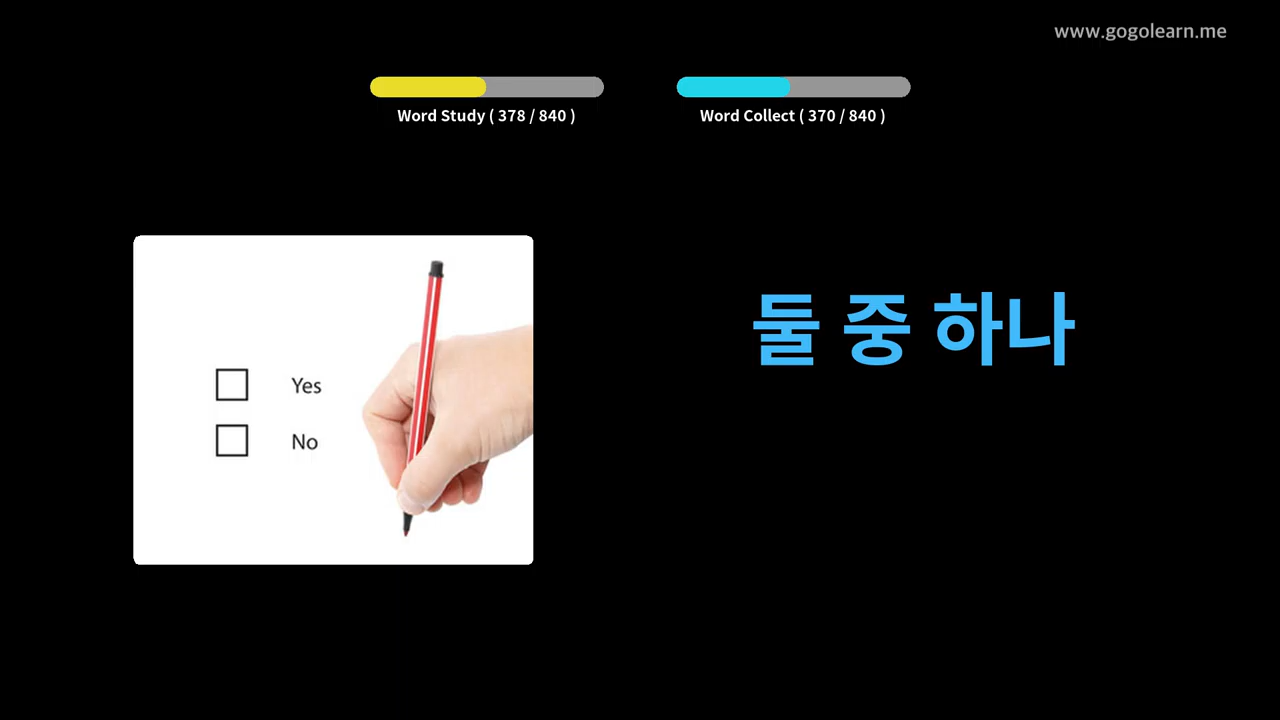 www.gogolearn.me
Word Study ( 378 / 840 )
Word Collect ( 370 / 840 )
Yes
No
둘 중 하나